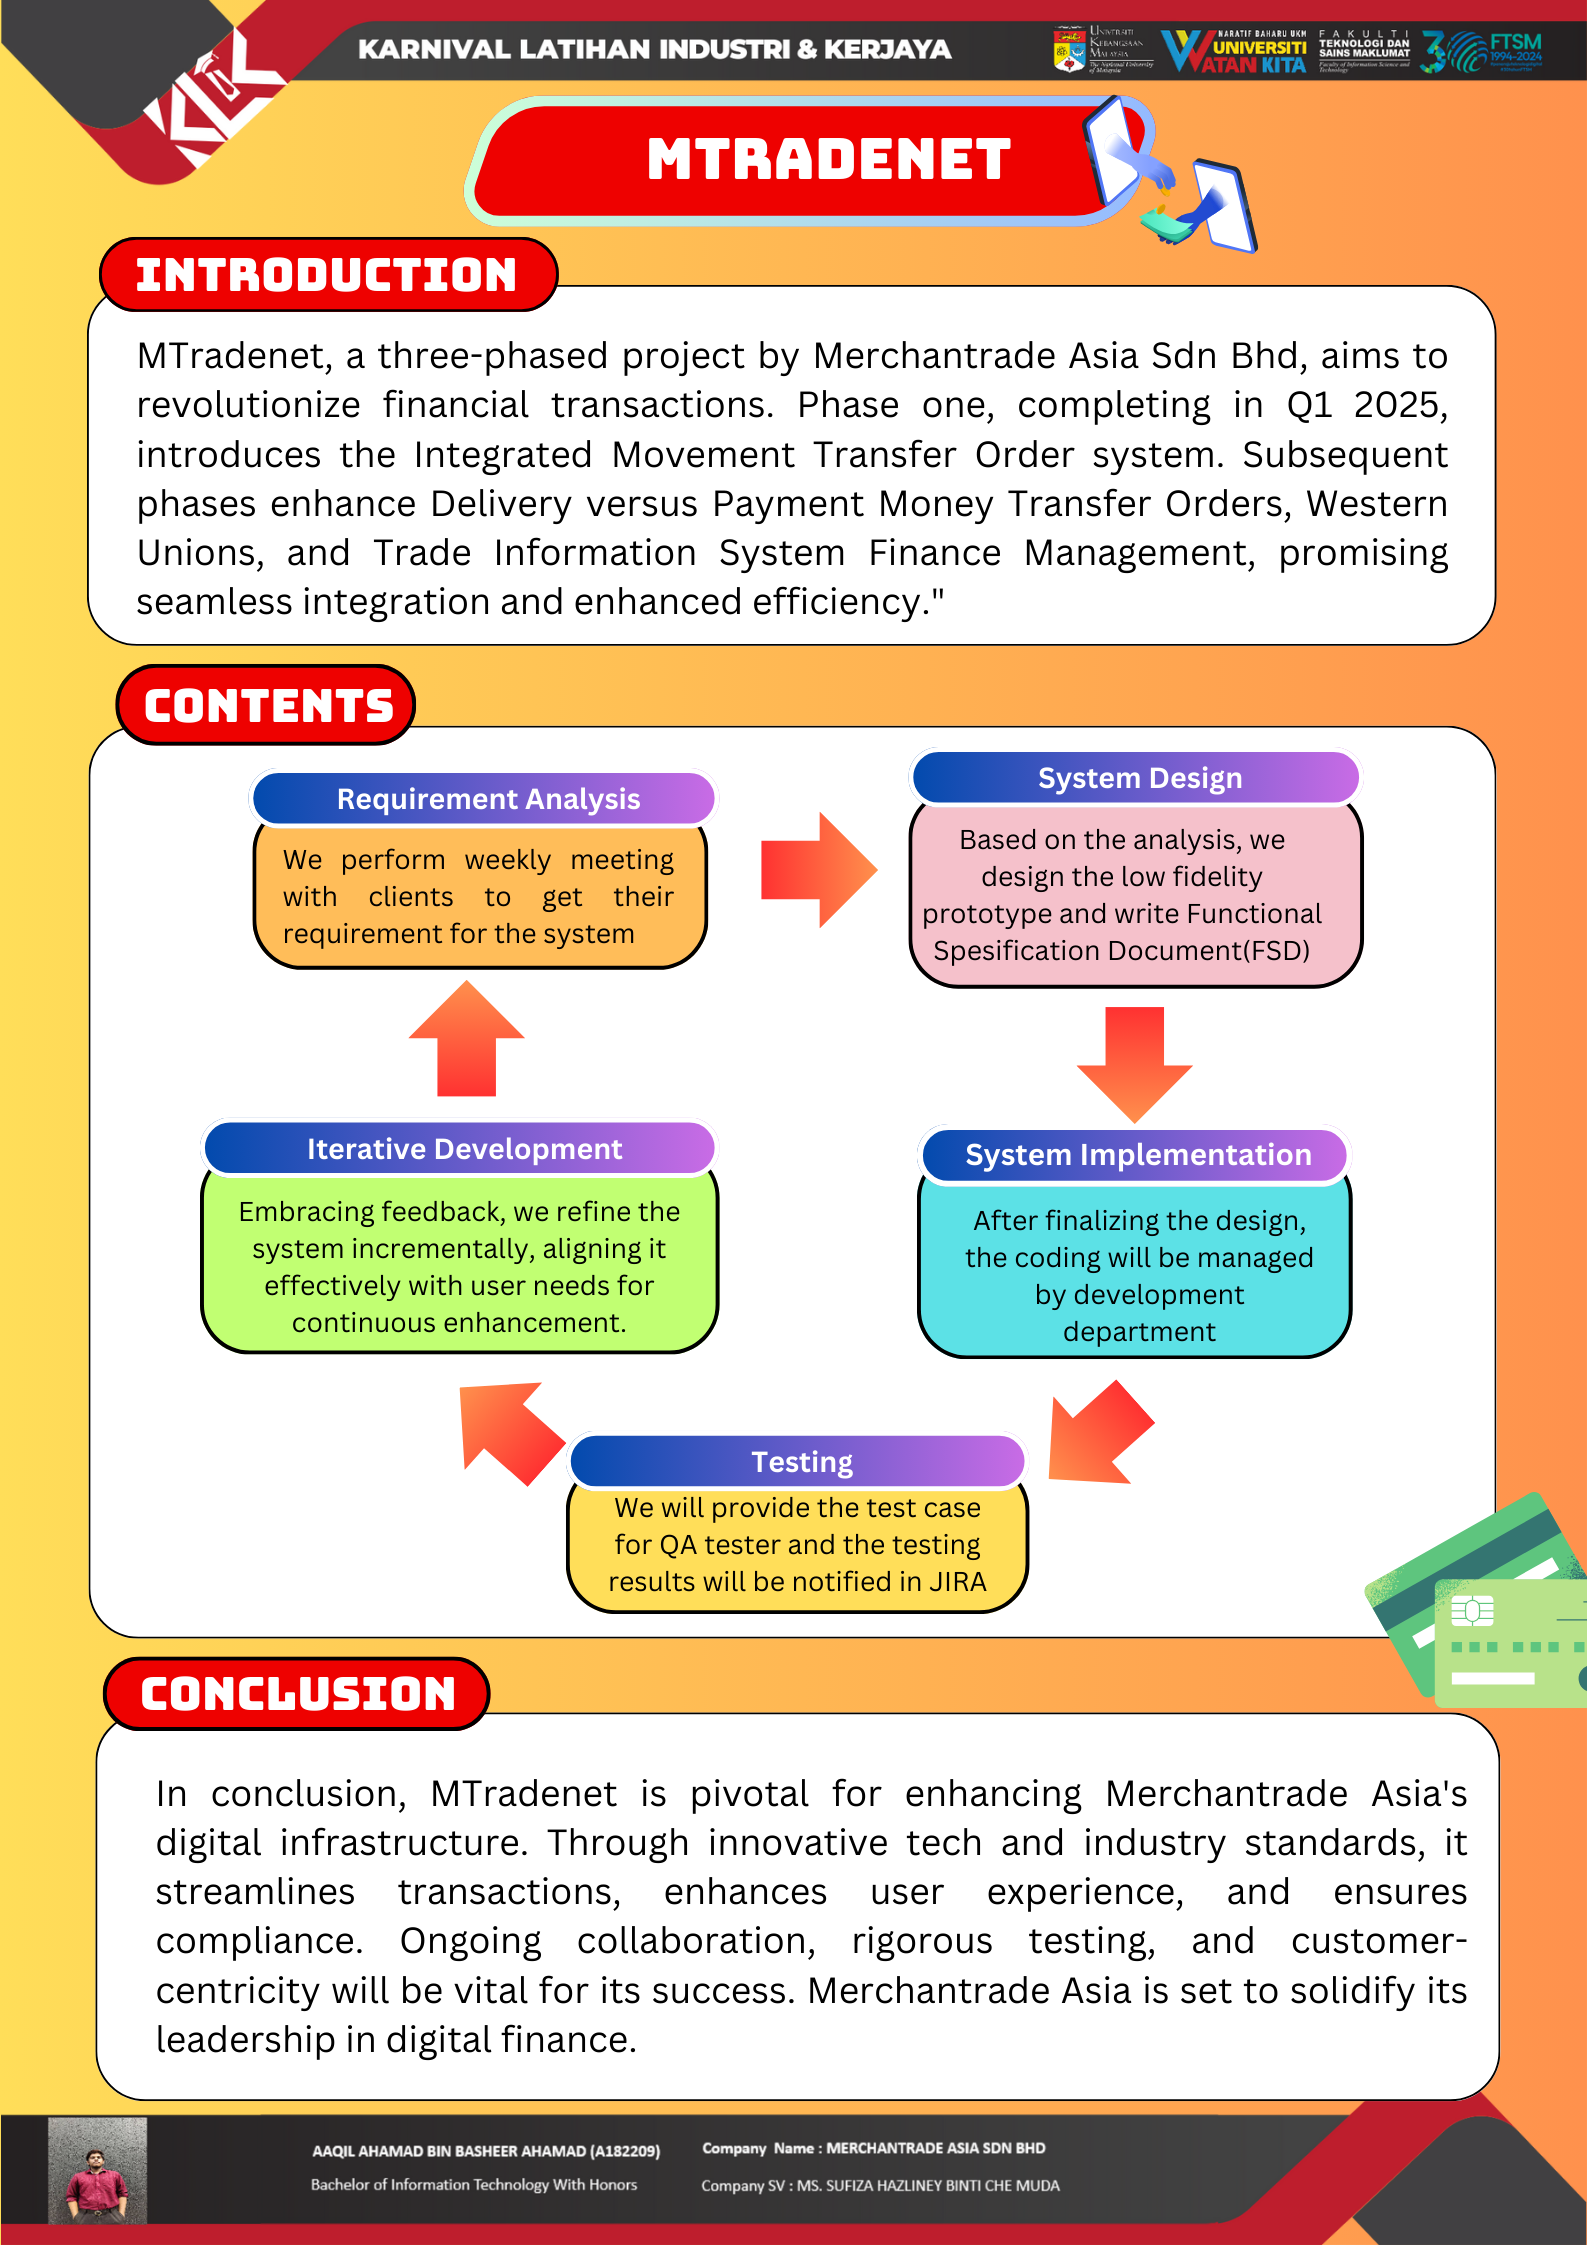 KLK
KARNIVAL LATIHAN INDUSTRI & KERJAYA
UNIVERSITI
KEBANGSAAN
MALAYSIA
The National University
of Malaysia
NARATIF BAHARU UKM
UNIVERSITI
WATAN KITA
FAKULTI
TEKNOLOGI DAN
SAINS MAKLUMAT
Faculty of Information Science and
Technology
30
FTSM
1994-2024
MTRADENET
INTRODUCTION
MTradenet, a three-phased project by Merchantrade Asia Sdn Bhd, aims to
revolutionize financial transactions. Phase one, completing in Q1 2025,
introduces the Integrated Movement Transfer Order system. Subsequent
phases enhance Delivery versus Payment Money Transfer Orders, Western
Unions, and Trade Information System Finance Management, promising
seamless integration and enhanced efficiency."
CONTENTS
Requirement Analysis
We perform weekly meeting
with clients to get their
requirement for the system
System Design
Based on the analysis, we
design the low fidelity
prototype and write Functional
Spesification Document(FSD)
System Implementation
After finalizing the design,
the coding will be managed
by development
department
Testing
We will provide the test case
for QA tester and the testing
results will be notified in JIRA
Iterative Development
Embracing feedback, we refine the
system incrementally, aligning it
effectively with user needs for
continuous enhancement.
CONCLUSION
In conclusion, MTradenet is pivotal for enhancing Merchantrade Asia's
digital infrastructure. Through innovative tech and industry standards, it
streamlines transactions, enhances user experience, and ensures
compliance. Ongoing collaboration, rigorous testing, and customer-
centricity will be vital for its success. Merchantrade Asia is set to solidify its
leadership in digital finance.
AAQIL AHAMAD BIN BASHEER AHAMAD (A182209)
Bachelor of Information Technology With Honors
Company Name : MERCHANTRADE ASIA SDN BHD
Company SV : MS. SUFIZA HAZLINEY BINTI CHE MUDA